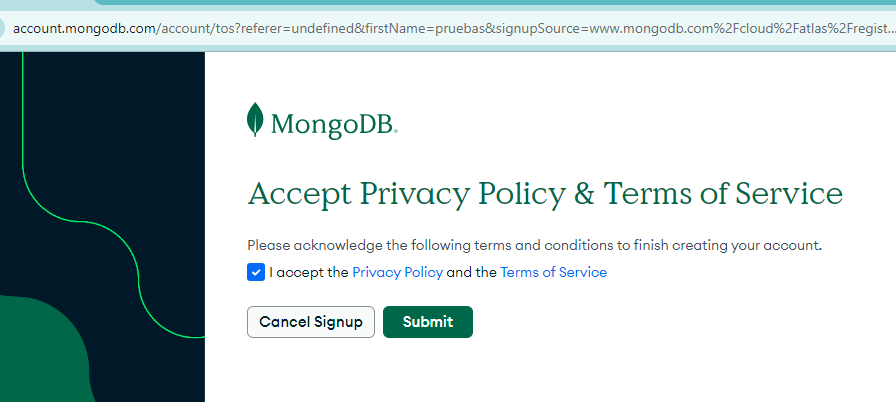 account.mongodb.com/account/tos?referer=undefined&firstName=pruebas&signupSource=www.mongodb.com%2Fcloud%2Fatlas%2Fregist...
MongoDB.
Accept Privacy Policy & Terms of Service
Please acknowledge the following terms and conditions to finish creating your account.
I accept the Privacy Policy and the Terms of Service
Cancel Signup Submit